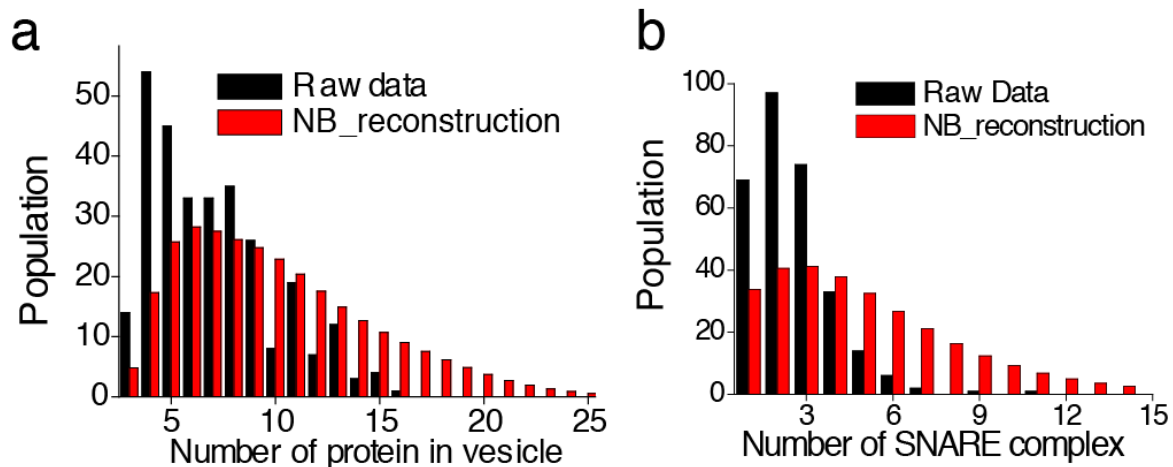 a
Raw data
NB_reconstruction
50
40
30
20
10
0
Population
5 10 15 20 25
Number of protein in vesicle
b
Raw Data
NB_reconstruction
100
80
60
40
20
0
Population
3 6 9 12 15
Number of SNARE complex